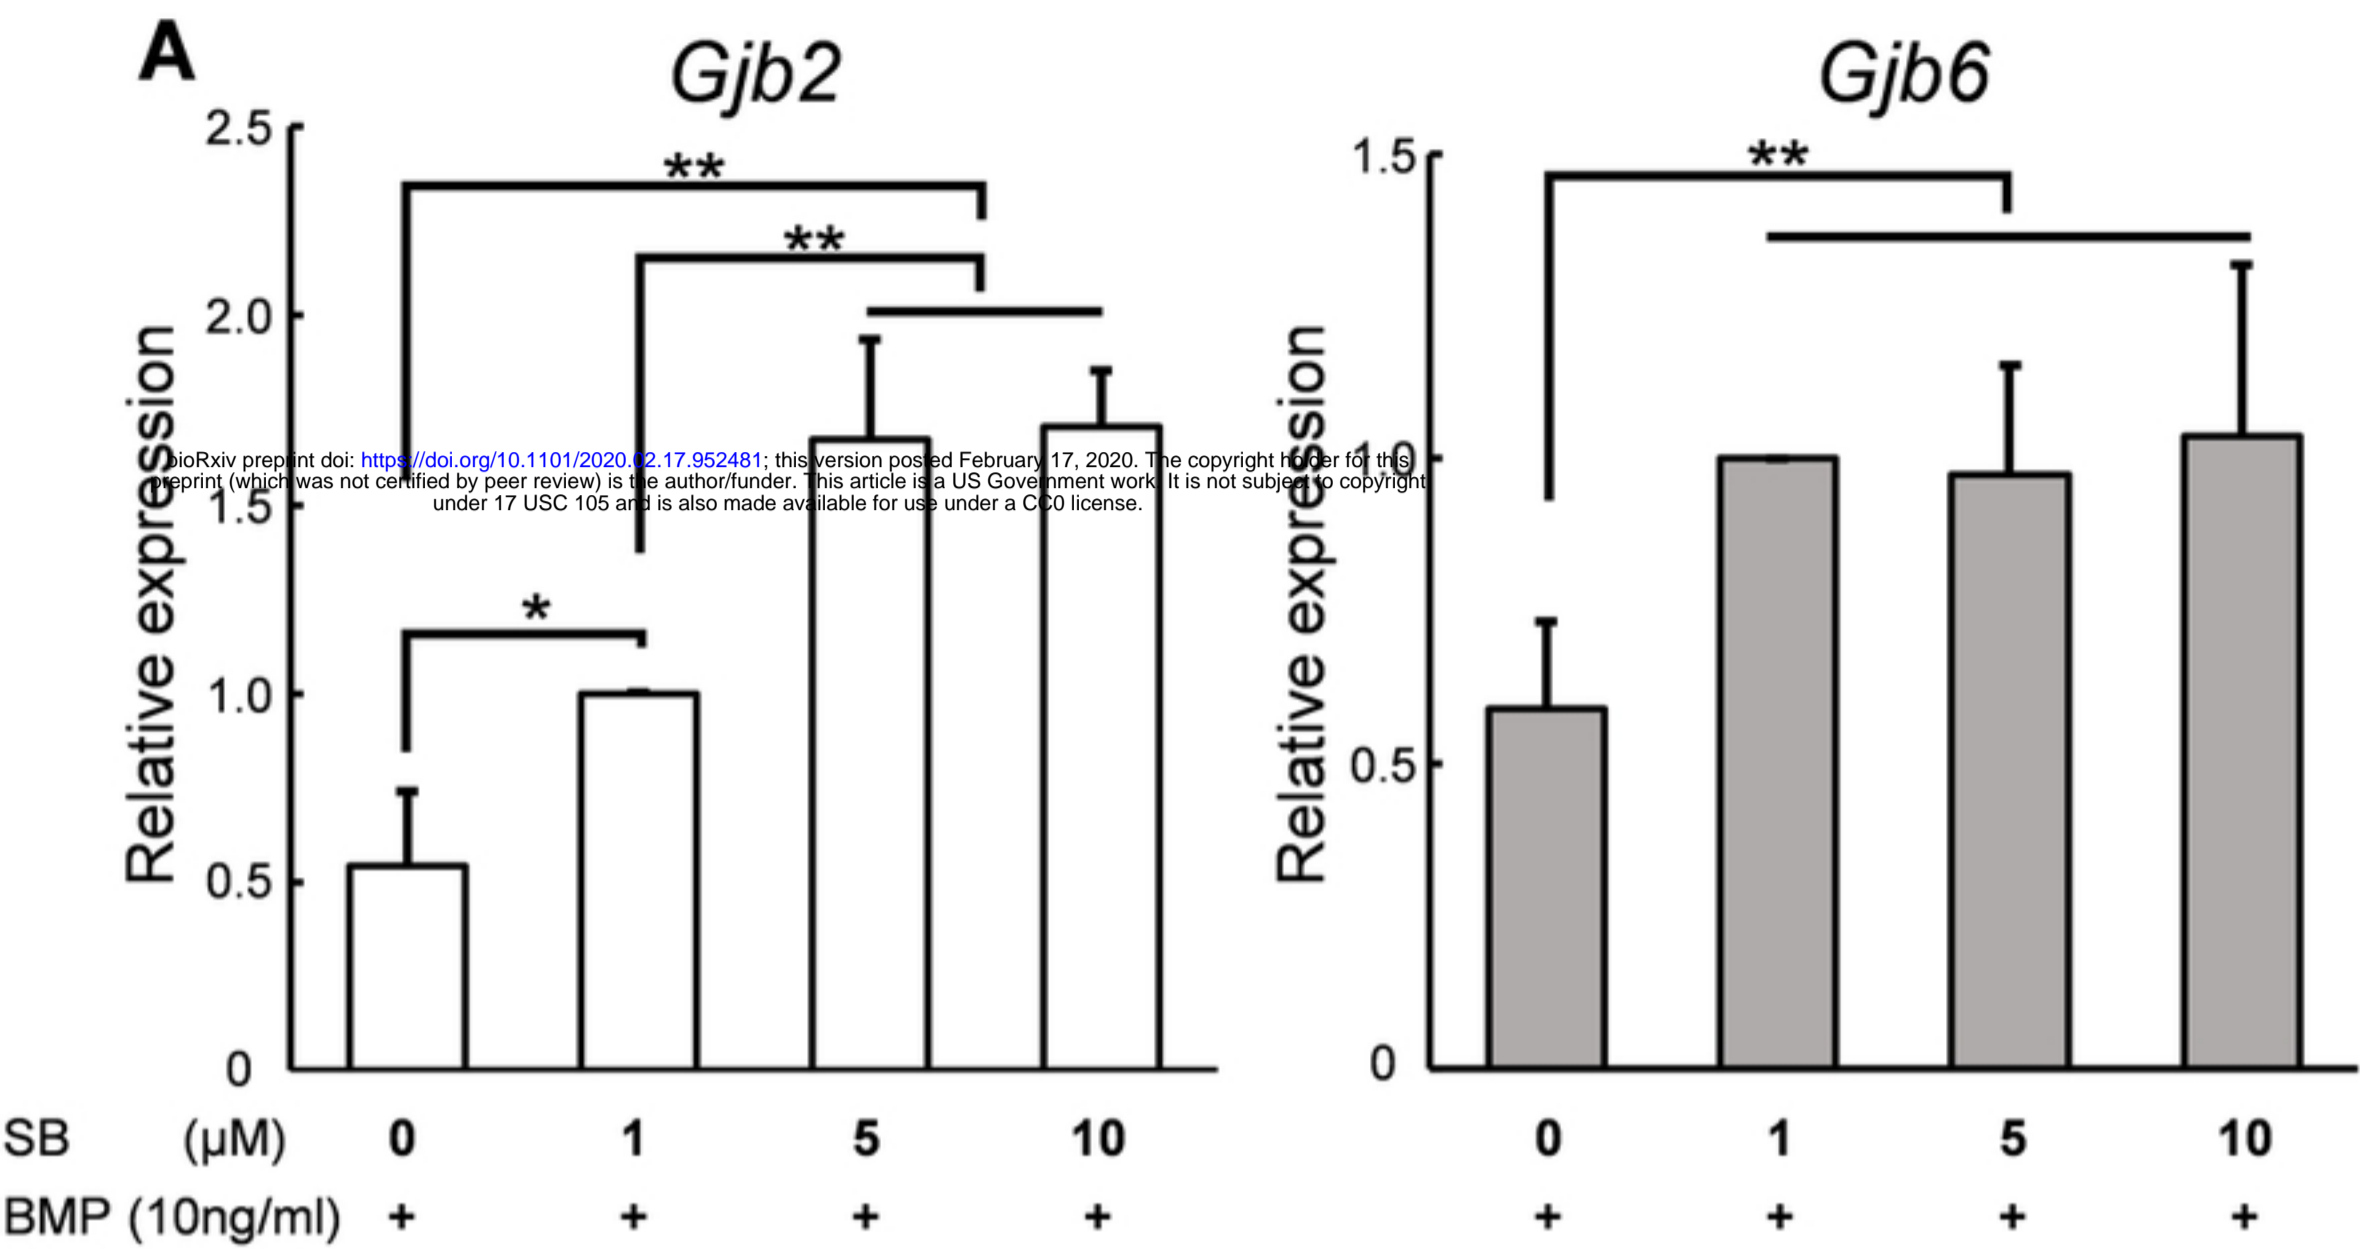 A
Gjb2
Gjb6
2.5
2.0
1.5
1.0
0.5
0
Relative expression
**
**
*
1.5
1.0
0.5
0
Relative expression
**
bioRxiv preprint doi: https://doi.org/10.1101/2020.02.17.952481; this version posted February 17, 2020. The copyright holder for this
preprint (which was not certified by peer review) is the author/funder. This article is a US Government work. It is not subject to copyright
under 17 USC 105 and is also made available for use under a CC0 license.
SB (µM) 0 1 5 10 0 1 5 10
BMP (10ng/ml) + + + + + + + +